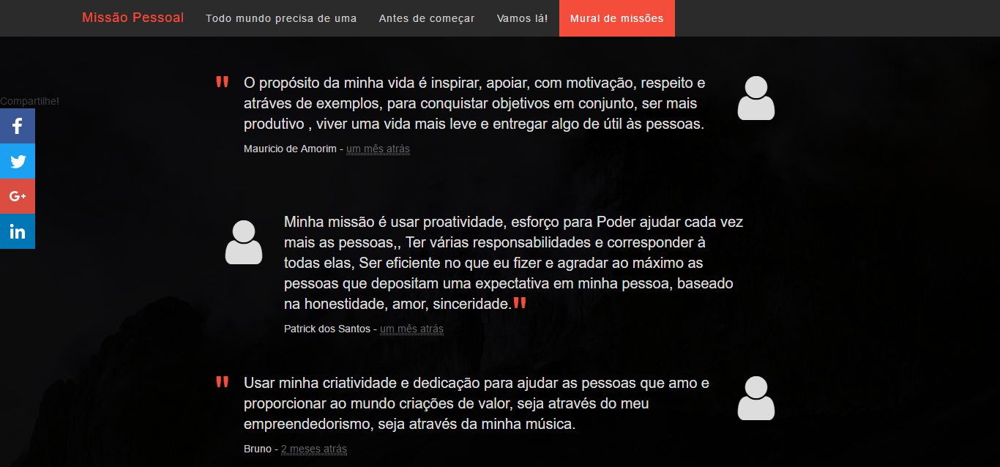 Missão Pessoal Todo mundo precisa de uma Antes de começar Vamos lá! Mural de missões
Compartilhe!
" O propósito da minha vida é inspirar, apoiar, com motivação, respeito e
atráves de exemplos, para conquistar objetivos em conjunto, ser mais
produtivo , viver uma vida mais leve e entregar algo de útil às pessoas.
Mauricio de Amorim - um mês atrás
Minha missão é usar proatividade, esforço para Poder ajudar cada vez
mais as pessoas,, Ter várias responsabilidades e corresponder à
todas elas, Ser eficiente no que eu fizer e agradar ao máximo as
pessoas que depositam uma expectativa em minha pessoa, baseado
na honestidade, amor, sinceridade."
Patrick dos Santos - um mês atrás
" Usar minha criatividade e dedicação para ajudar as pessoas que amo e
proporcionar ao mundo criações de valor, seja através do meu
empreendedorismo, seja através da minha música.
Bruno - 2 meses atrás
f
G+
in